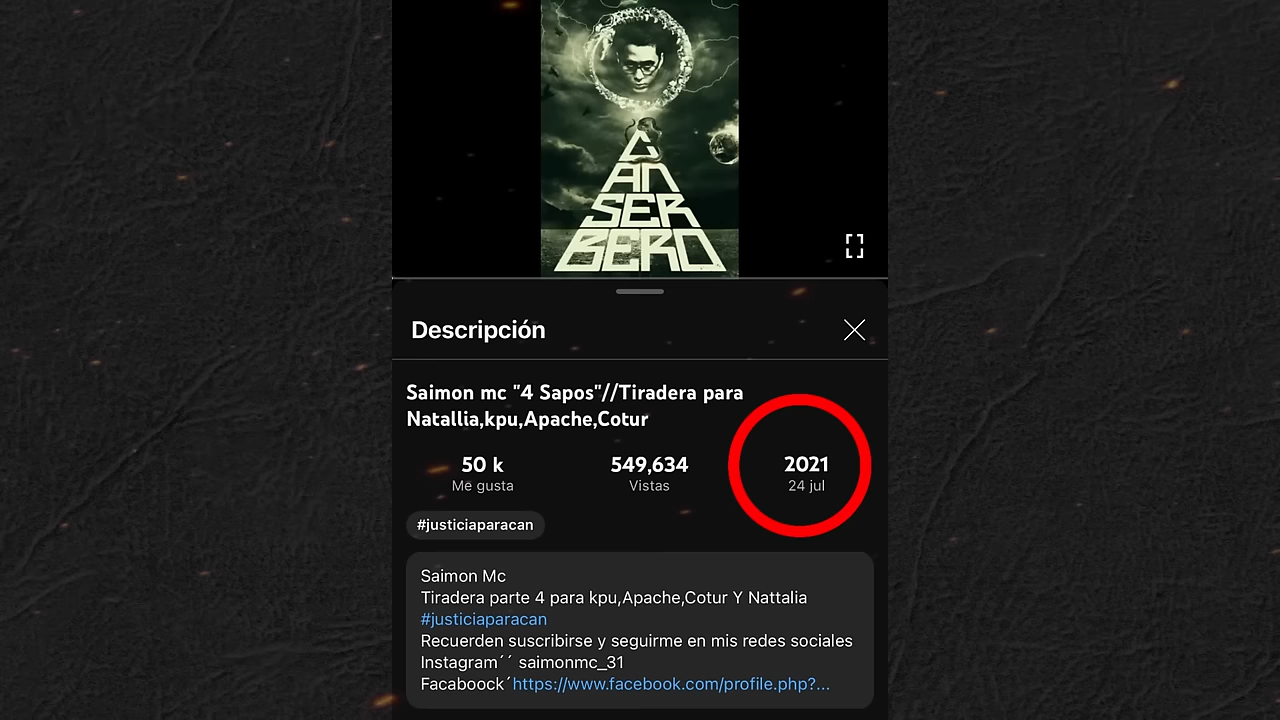 C
AN
SER
BERO
Descripción
Saimon mc "4 Sapos"//Tiradera para
Natallia,kpu,Apache,Cotur
50 k
549,634
2021
Me gusta
Vistas
24 jul
#justiciaparacan
Saimon Mc
Tiradera parte 4 para kpu,Apache,Cotur Y Nattalia
#justiciaparacan
Recuerden suscribirse y seguirme en mis redes sociales
Instagram´´ saimonmc_31
Facaboock´https://www.facebook.com/profile.php?...